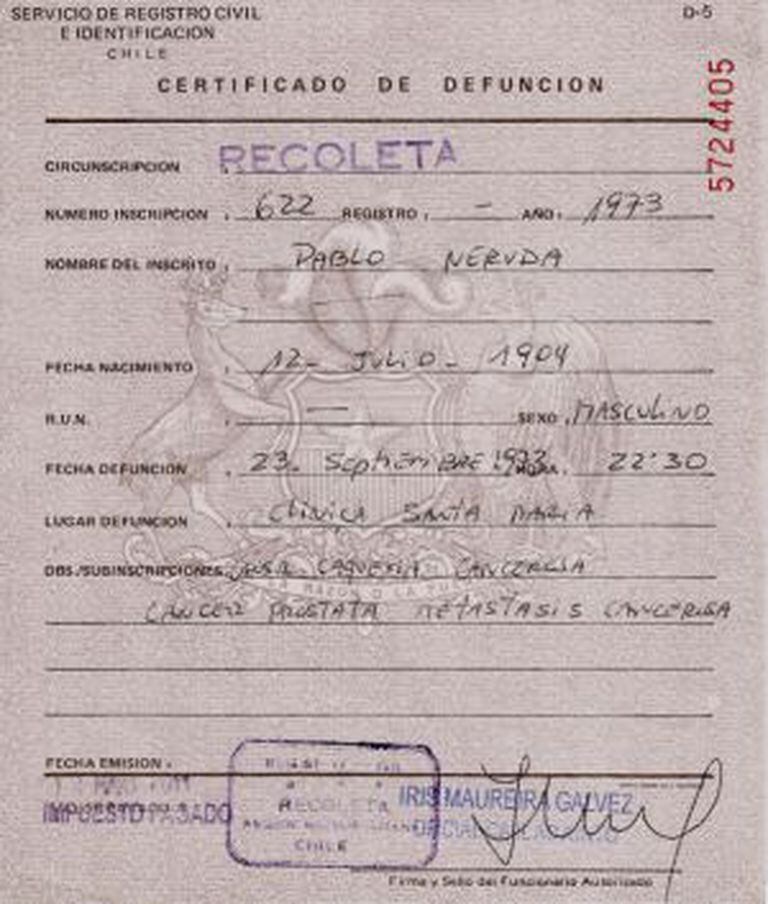 SERVICIO DE REGISTRO CIVIL
E IDENTIFICACION
CHILE
D-5
CERTIFICADO DE DEFUNCION
5724405
CIRCUNSCRIPCION : RECOLETA
NUMERO INSCRIPCION : 622 REGISTRO : - AÑO : 1973
NOMBRE DEL INSCRITO : PABLO NERUDA
FECHA NACIMIENTO : 12- JULIO - 1904
R.U.N. : — SEXO : MASCULINO
FECHA DEFUNCION : 23. Septiembre 1973 HORA : 22:30
LUGAR DEFUNCION : CLINICA SANTA MARIA
OBS./SUBINSCRIPCIONES: CAQUEXIA CANCEROSA
CANCER PROSTATA METASTASIS CANCEROSA
FECHA EMISION :
IMPUESTO PAGADO
RECOLETA
CHILE
IRIS MAUREIRA GALVEZ
Firma y Sello del Funcionario Autorizado